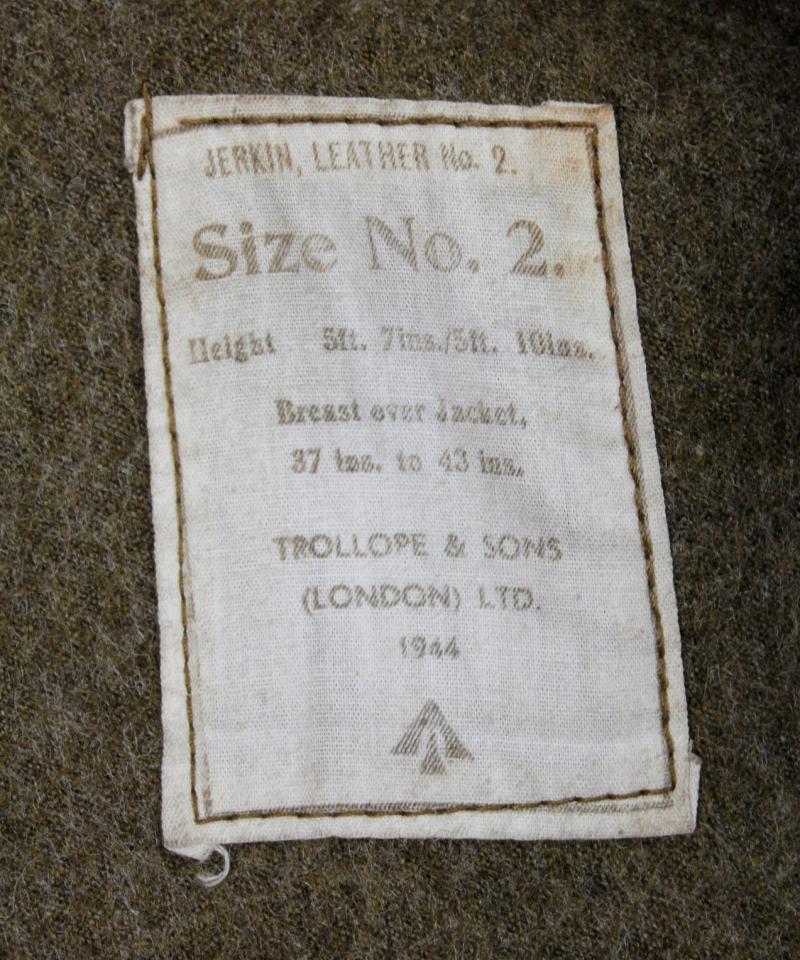 JERKIN, LEATHER No. 2.
Size No. 2.
Height 5ft. 7ins./5ft. 10ins.
Breast over Jacket,
37 ins. to 43 ins.
TROLLOPE & SONS
(LONDON) LTD.
1944